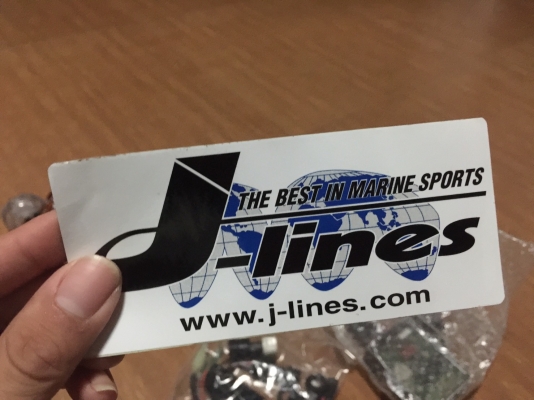 THE BEST IN MARINE SPORTS
J-lines
www.j-lines.com